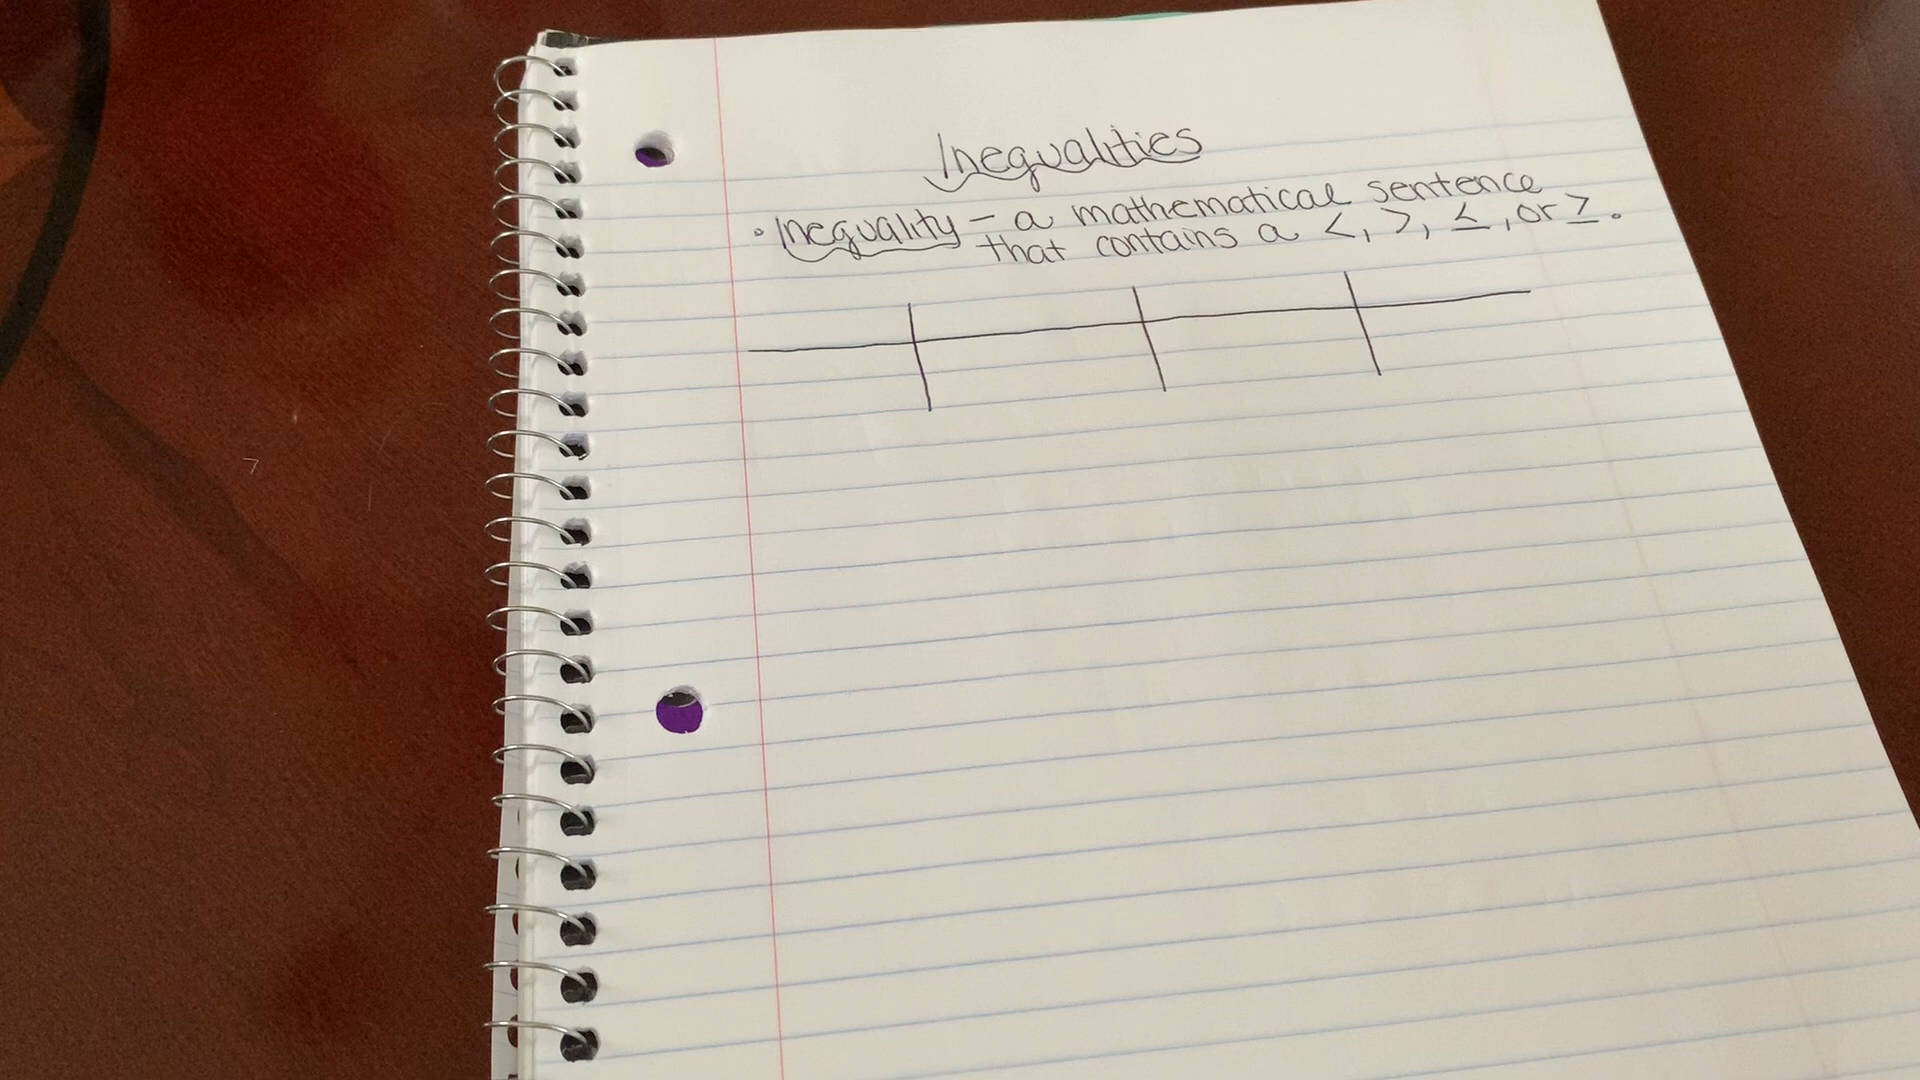 Inequalities
• Inequality – a mathematical sentence
that contains a <, >, ≤, or ≥.